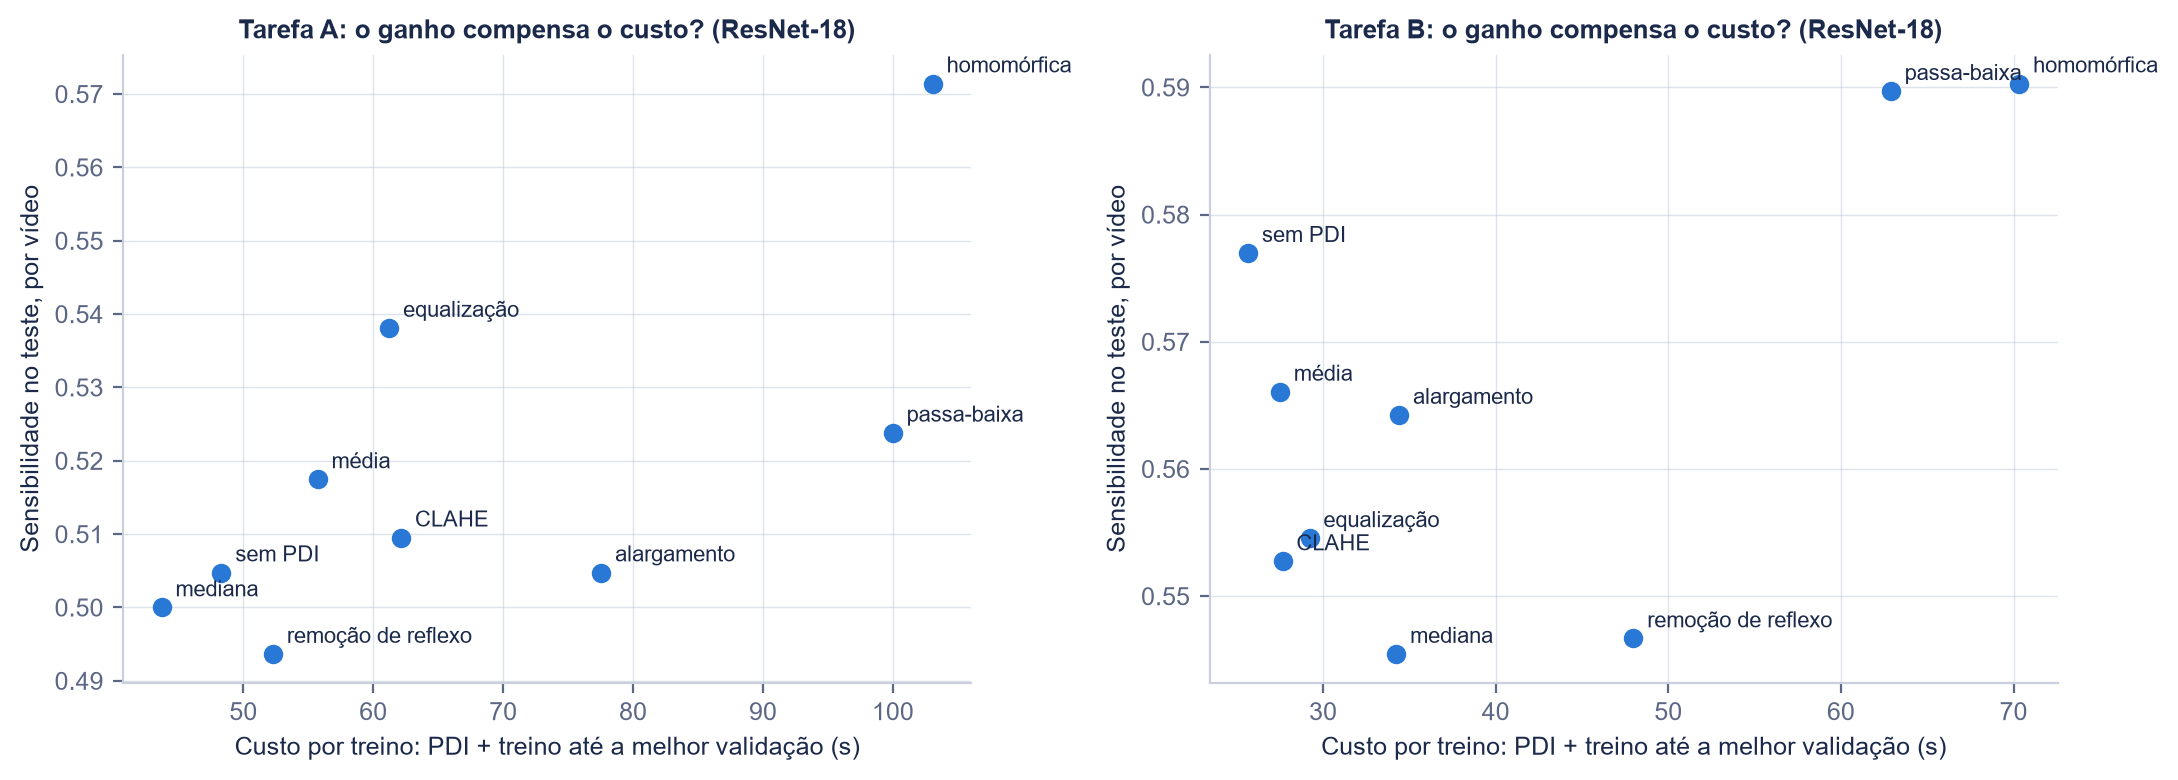 Tarefa A: o ganho compensa o custo? (ResNet-18)
Sensibilidade no teste, por vídeo
0.57
0.56
0.55
0.54
0.53
0.52
0.51
0.50
0.49
homomórfica
equalização
passa-baixa
média
CLAHE
sem PDI
alargamento
mediana
remoção de reflexo
50 60 70 80 90 100
Custo por treino: PDI + treino até a melhor validação (s)
Tarefa B: o ganho compensa o custo? (ResNet-18)
Sensibilidade no teste, por vídeo
0.59
0.58
0.57
0.56
0.55
homomórfica
passa-baixa
sem PDI
média
alargamento
equalização
CLAHE
remoção de reflexo
mediana
30 40 50 60 70
Custo por treino: PDI + treino até a melhor validação (s)